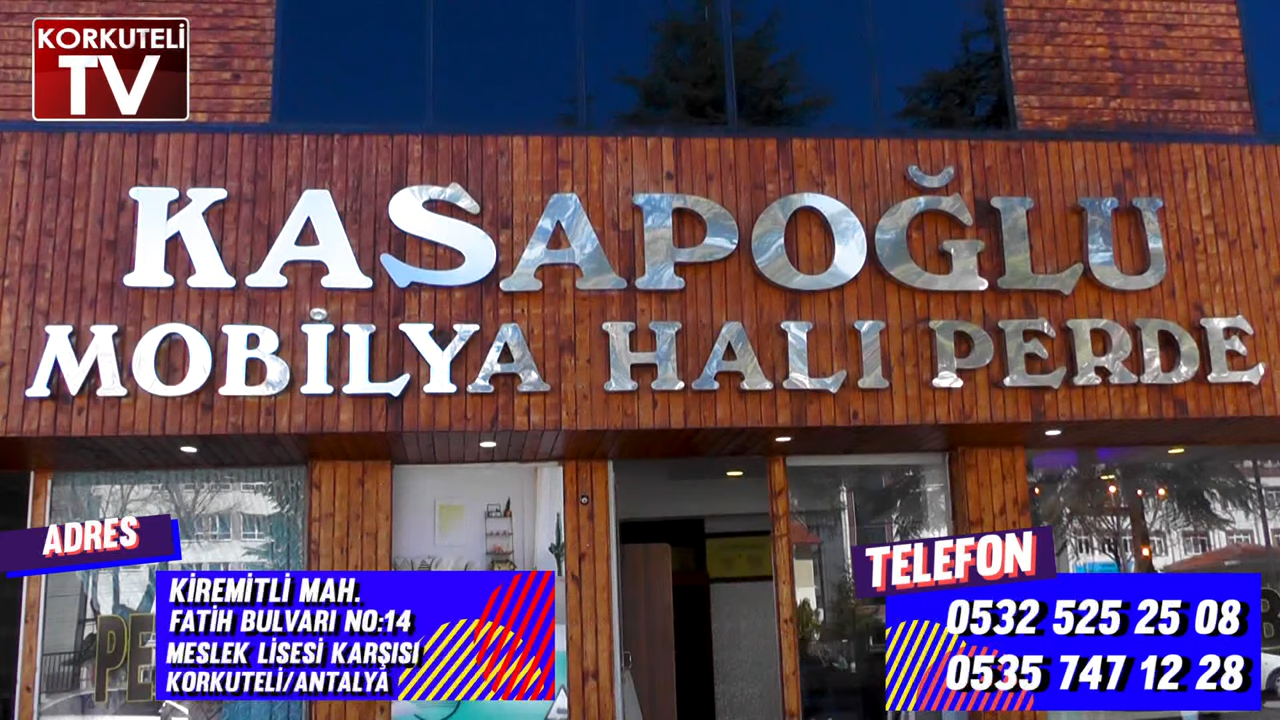 KORKUTELİ
TV
KASAPOĞLU
MOBİLYA HALI PERDE
ADRES
KİREMİTLİ MAH.
FATİH BULVARI NO:14
MESLEK LİSESİ KARŞISI
KORKUTELİ/ANTALYA
TELEFON
0532 525 25 08
0535 747 12 28